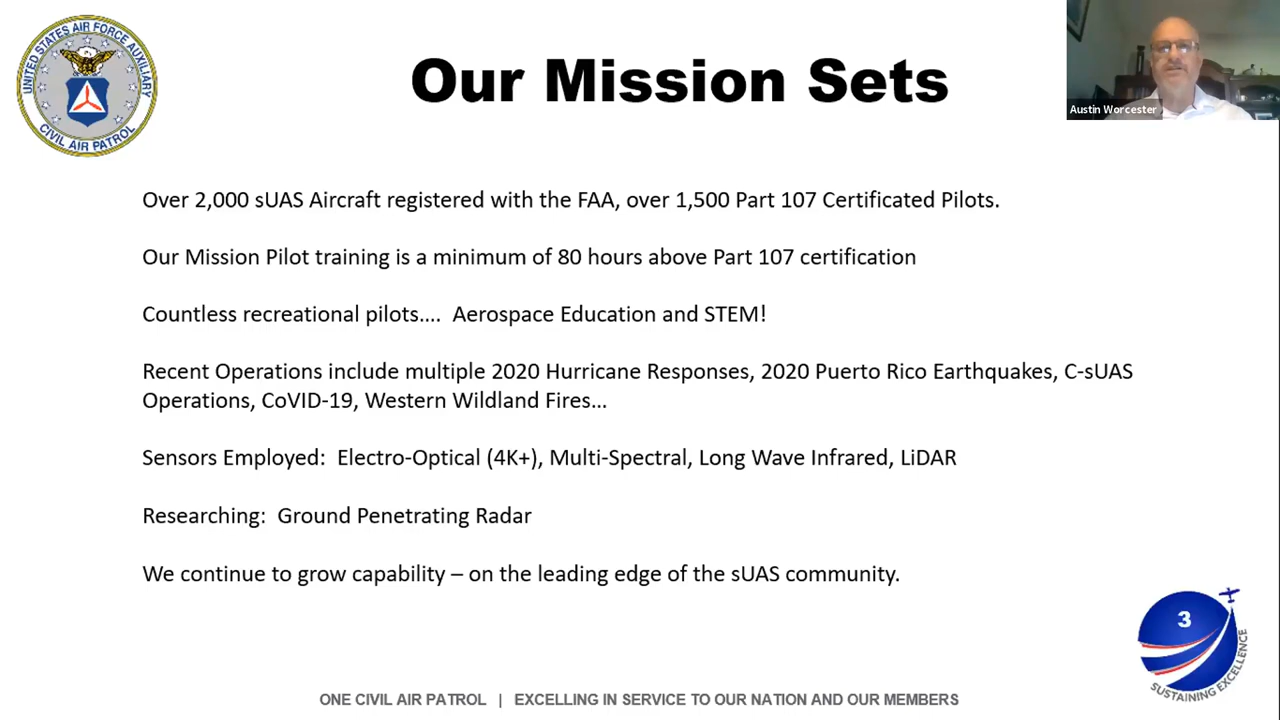 UNITED STATES AIR FORCE AUXILIARY
CIVIL AIR PATROL
Our Mission Sets
Austin Worcester
Over 2,000 sUAS Aircraft registered with the FAA, over 1,500 Part 107 Certificated Pilots.
Our Mission Pilot training is a minimum of 80 hours above Part 107 certification
Countless recreational pilots.... Aerospace Education and STEM!
Recent Operations include multiple 2020 Hurricane Responses, 2020 Puerto Rico Earthquakes, C-sUAS
Operations, CoVID-19, Western Wildland Fires...
Sensors Employed: Electro-Optical (4K+), Multi-Spectral, Long Wave Infrared, LiDAR
Researching: Ground Penetrating Radar
We continue to grow capability – on the leading edge of the sUAS community.
3
SUSTAINING EXCELLENCE
ONE CIVIL AIR PATROL | EXCELLING IN SERVICE TO OUR NATION AND OUR MEMBERS